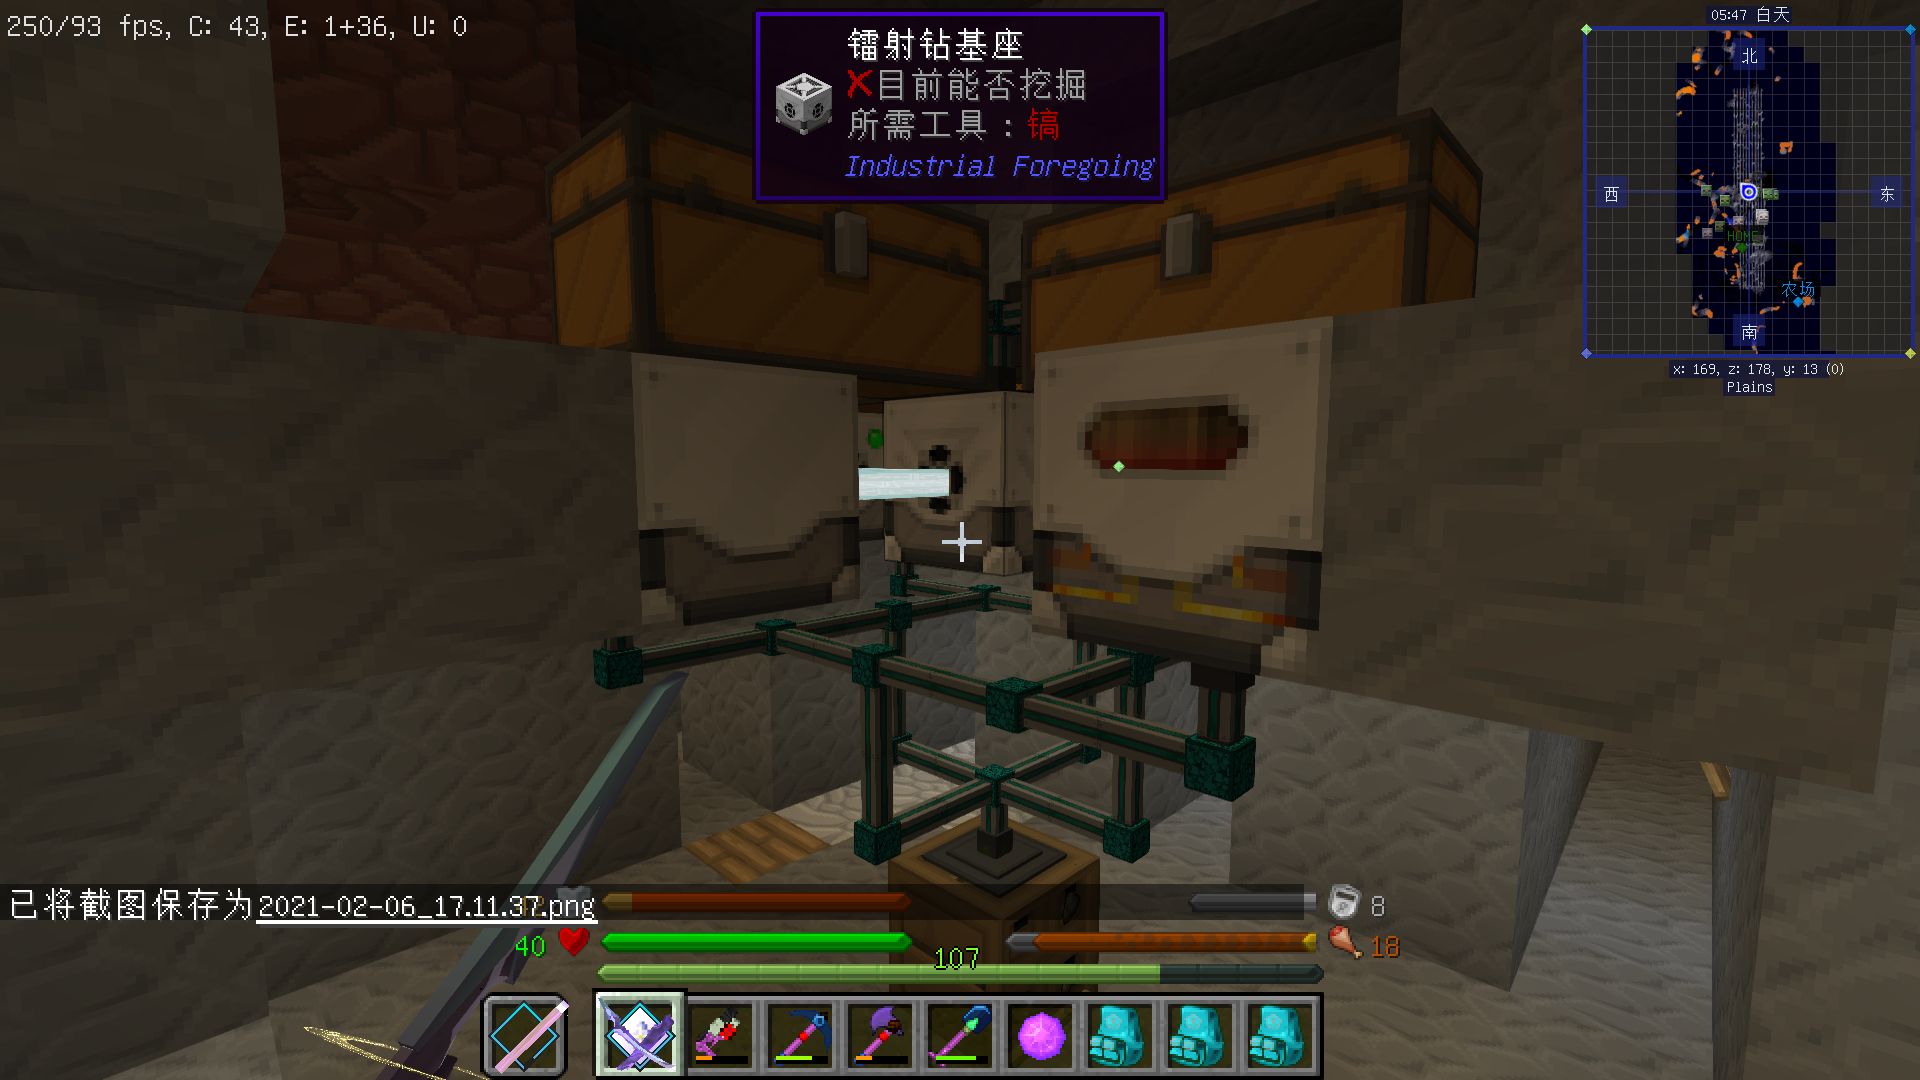 250/93 fps, C: 43, E: 1+36, U: 0
镭射钻基座
目前能否挖掘
所需工具：镐
Industrial Foregoing
05:47 白天
北
西
东
HOME
农场
南
x: 169, z: 178, y: 13 (0)
Plains
已将截图保存为2021-02-06_17.11.37.png
8
40
107
18